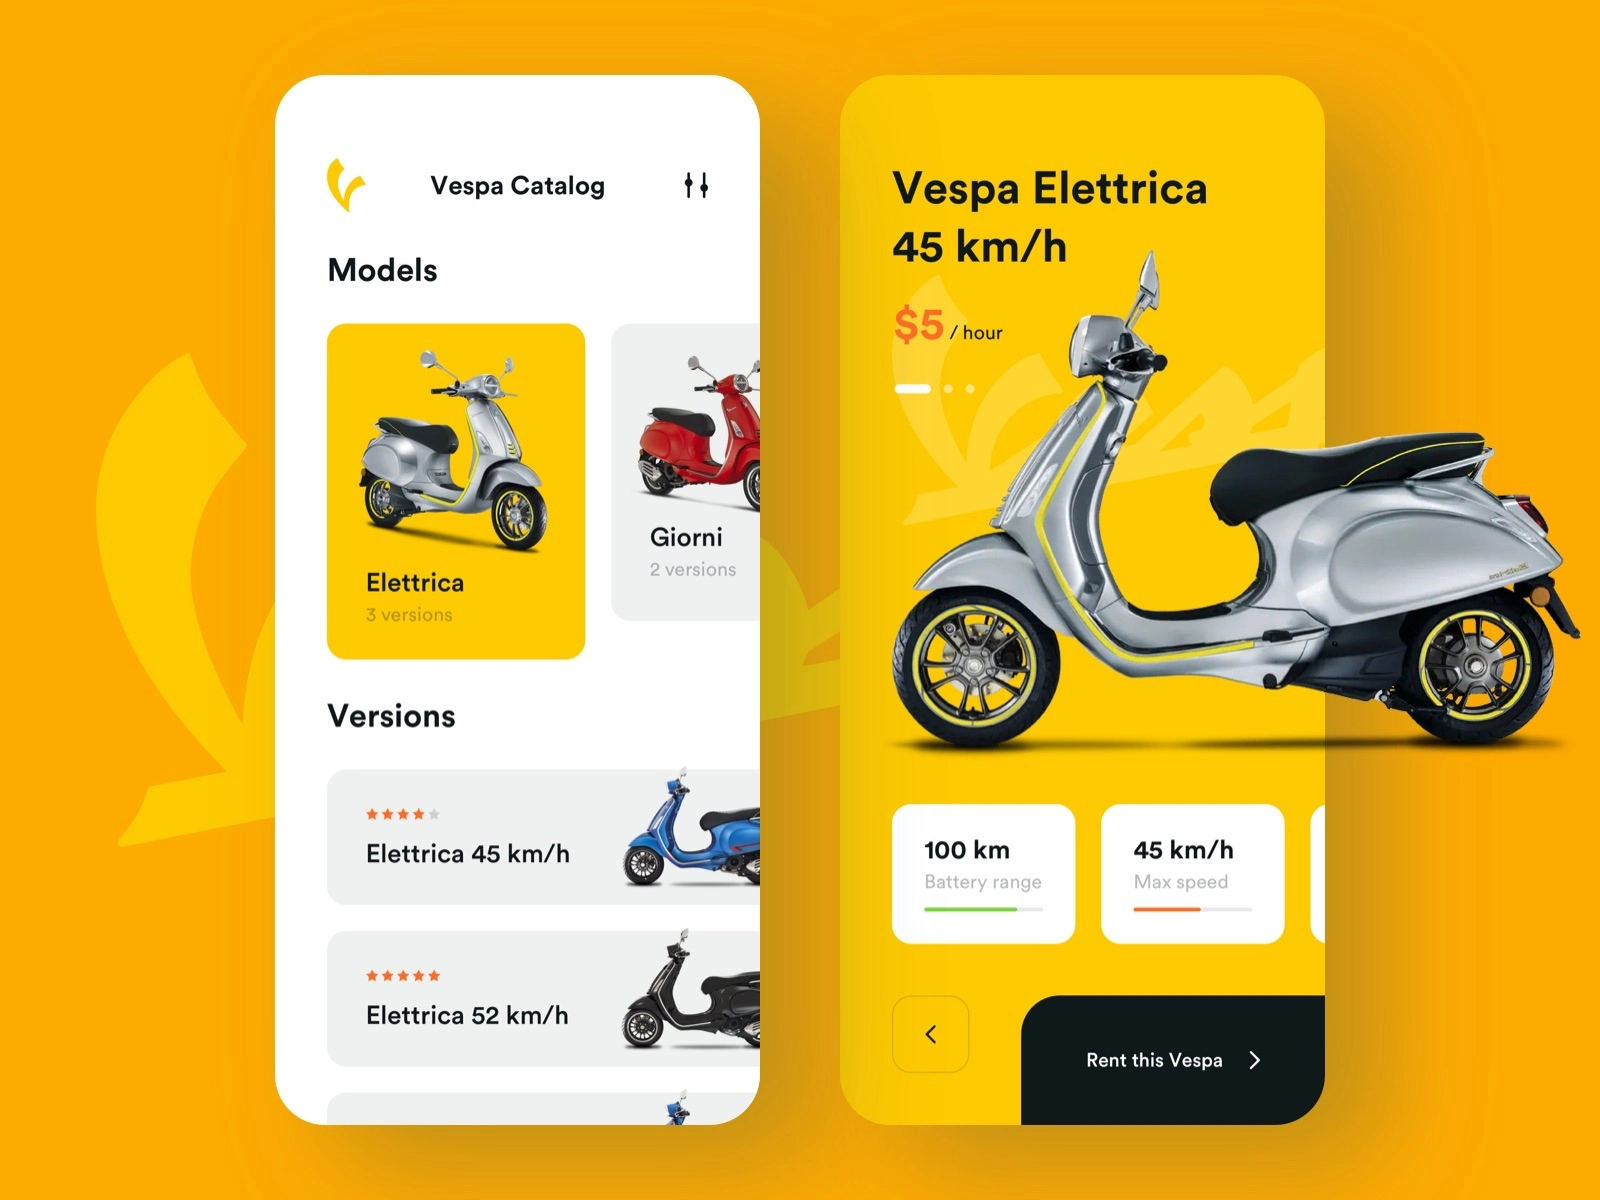 Vespa Catalog
Models
Elettrica
3 versions
Giorni
2 versions
Versions
Elettrica 45 km/h
Elettrica 52 km/h
Vespa Elettrica
45 km/h
$5 / hour
100 km
Battery range
45 km/h
Max speed
Rent this Vespa